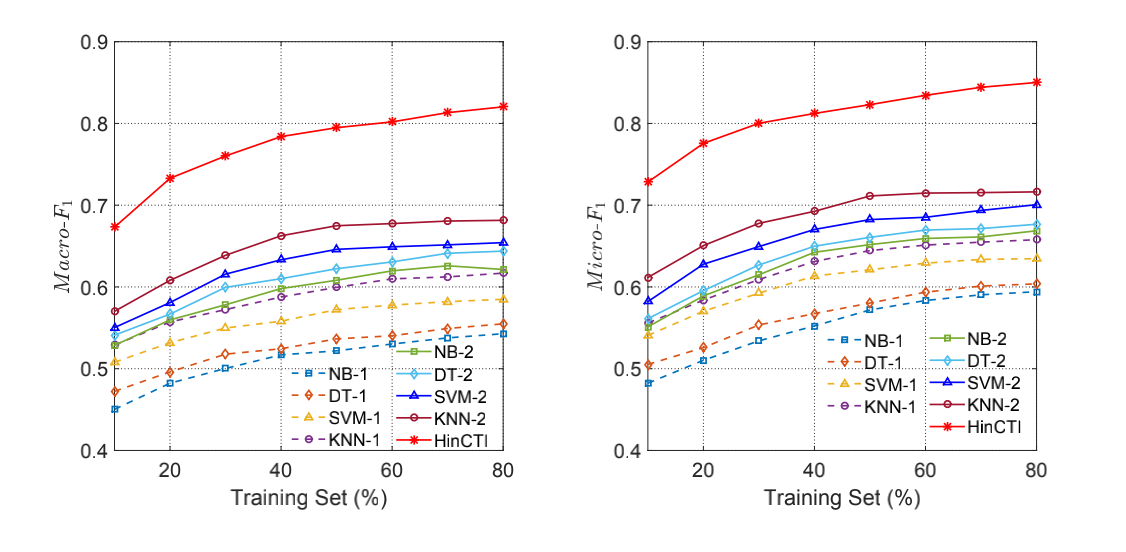 0.9
0.8
0.7
0.6
0.5
0.4
Macro-F1
20
40
60
80
Training Set (%)
NB-1
DT-1
SVM-1
KNN-1
NB-2
DT-2
SVM-2
KNN-2
HinCTI
0.9
0.8
0.7
0.6
0.5
0.4
Micro-F1
20
40
60
80
Training Set (%)
NB-1
DT-1
SVM-1
KNN-1
NB-2
DT-2
SVM-2
KNN-2
HinCTI